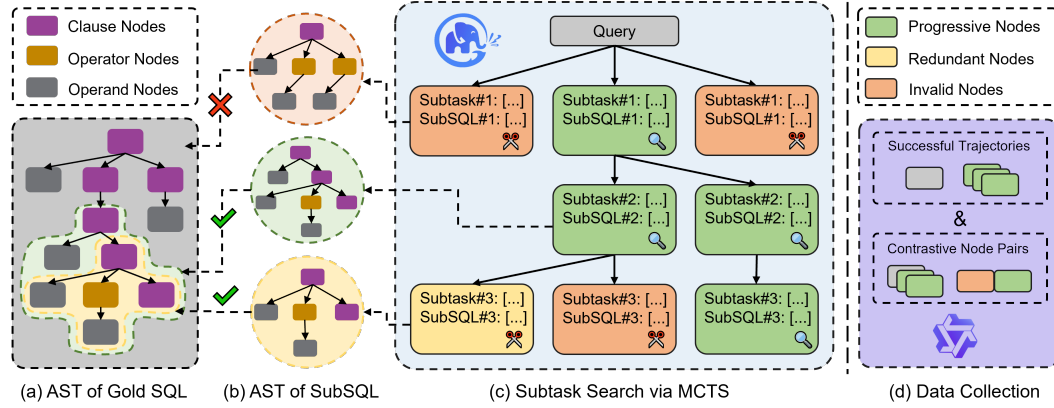 Clause Nodes
Operator Nodes
Operand Nodes
(a) AST of Gold SQL
(b) AST of SubSQL
Query
Subtask#1: [...]
SubSQL#1: [...]
Subtask#1: [...]
SubSQL#1: [...]
Subtask#1: [...]
SubSQL#1: [...]
Subtask#2: [...]
SubSQL#2: [...]
Subtask#2: [...]
SubSQL#2: [...]
Subtask#3: [...]
SubSQL#3: [...]
Subtask#3: [...]
SubSQL#3: [...]
Subtask#3: [...]
SubSQL#3: [...]
(c) Subtask Search via MCTS
Progressive Nodes
Redundant Nodes
Invalid Nodes
Successful Trajectories
&
Contrastive Node Pairs
(d) Data Collection